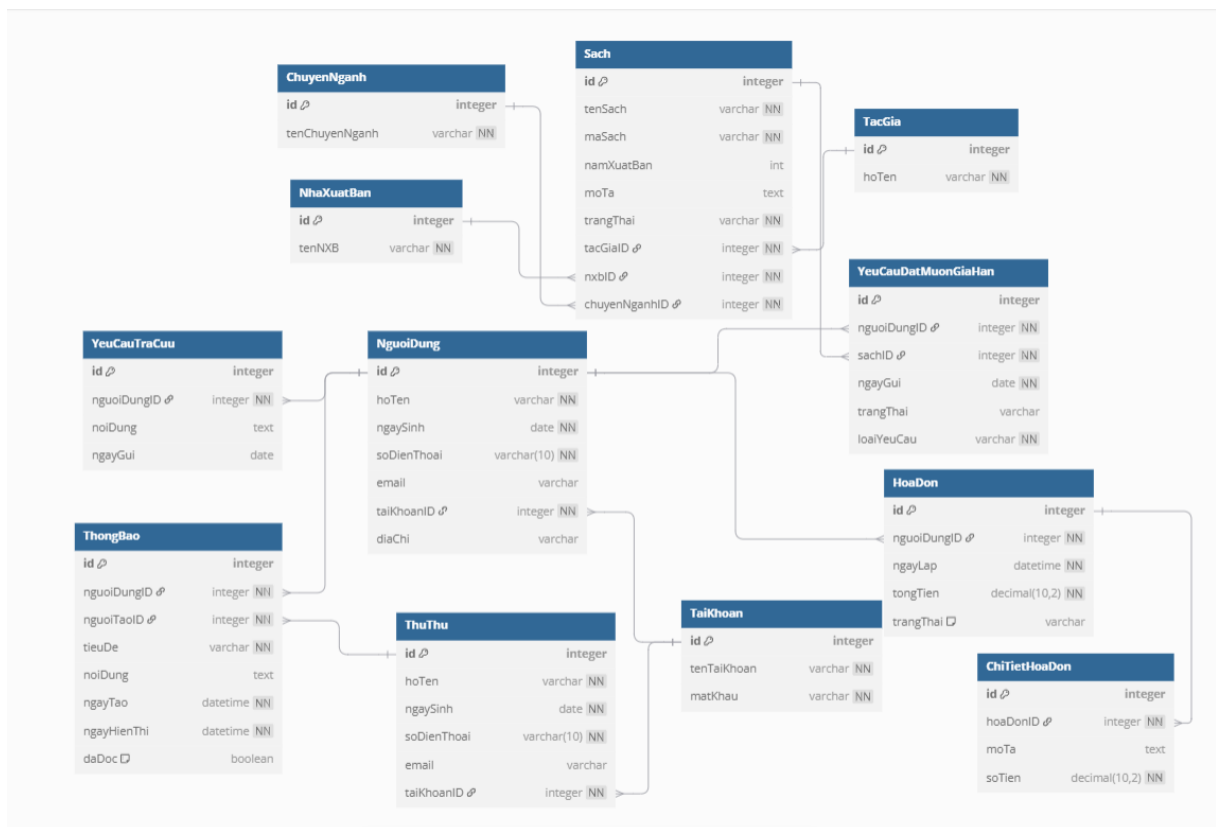 ChuyenNganh
id integer
tenChuyenNganh varchar NN
NhaXuatBan
id integer
tenNXB varchar NN
Sach
id integer
tenSach varchar NN
maSach varchar NN
namXuatBan int
moTa text
trangThai varchar NN
tacGiaID integer NN
nxbID integer NN
chuyenNganhID integer NN
TacGia
id integer
hoTen varchar NN
YeuCauDatMuonGiaHan
id integer
nguoiDungID integer NN
sachID integer NN
ngayGui date NN
trangThai varchar
loaiYeuCau varchar NN
YeuCauTraCuu
id integer
nguoiDungID integer NN
noiDung text
ngayGui date
NguoiDung
id integer
hoTen varchar NN
ngaySinh date NN
soDienThoai varchar(10) NN
email varchar
taiKhoanID integer NN
diaChi varchar
HoaDon
id integer
nguoiDungID integer NN
ngayLap datetime NN
tongTien decimal(10,2) NN
trangThai varchar
ThongBao
id integer
nguoiDungID integer NN
nguoiTaoID integer NN
tieuDe varchar NN
noiDung text
ngayTao datetime NN
ngayHienThi datetime NN
daDoc boolean
ThuThu
id integer
hoTen varchar NN
ngaySinh date NN
soDienThoai varchar(10) NN
email varchar
taiKhoanID integer NN
TaiKhoan
id integer
tenTaiKhoan varchar NN
matKhau varchar NN
ChiTietHoaDon
id integer
hoaDonID integer NN
moTa text
soTien decimal(10,2) NN